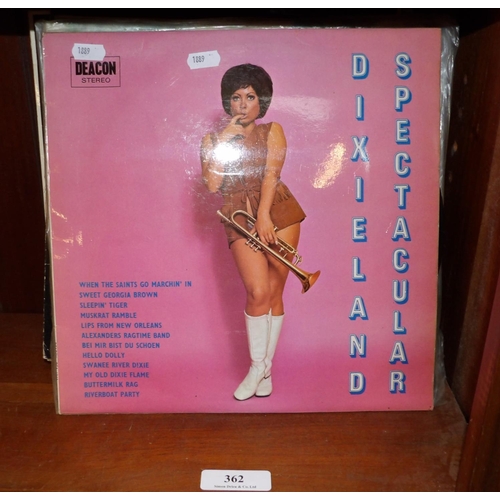 1889
1889
DEACON
STEREO
DIXIELAND
SPECTACULAR
WHEN THE SAINTS GO MARCHIN' IN
SWEET GEORGIA BROWN
SLEEPIN' TIGER
MUSKRAT RAMBLE
LIPS FROM NEW ORLEANS
ALEXANDERS RAGTIME BAND
BEI MIR BIST DU SCHOEN
HELLO DOLLY
SWANEE RIVER DIXIE
MY OLD DIXIE FLAME
BUTTERMILK RAG
RIVERBOAT PARTY
362